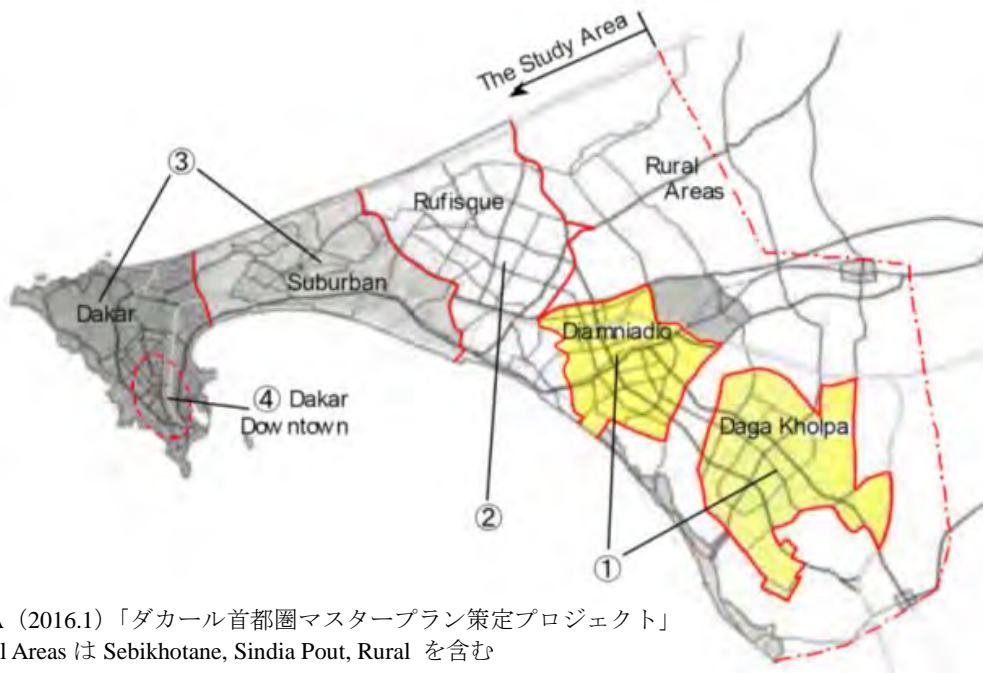 The Study Area
③
Rural
Areas
Rufisque
Suburban
Dakar
Diamniadio
④ Dakar
Downtown
Daga Kholpa
②
①
(2016.1)「ダカール首都圏マスタープラン策定プロジェクト」
l Areas は Sebikhotane, Sindia Pout, Rural を含む